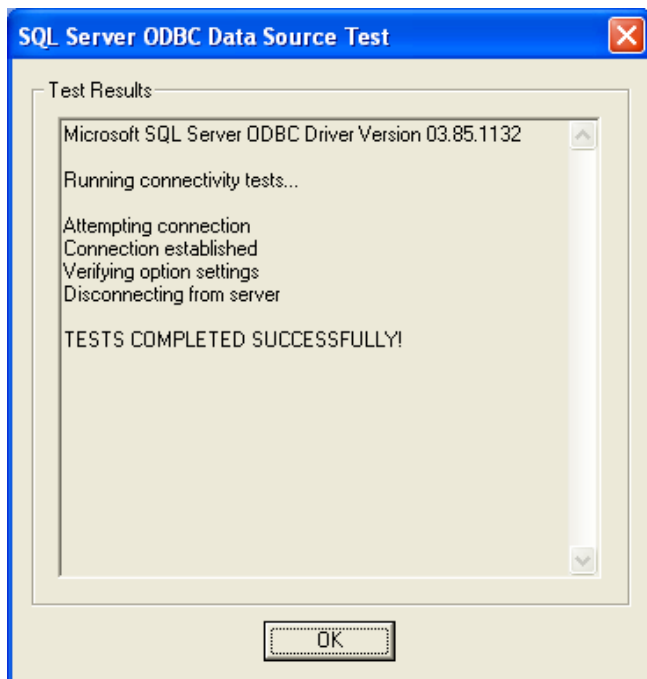 SQL Server ODBC Data Source Test
Test Results
Microsoft SQL Server ODBC Driver Version 03.85.1132
Running connectivity tests...
Attempting connection
Connection established
Verifying option settings
Disconnecting from server
TESTS COMPLETED SUCCESSFULLY!
OK